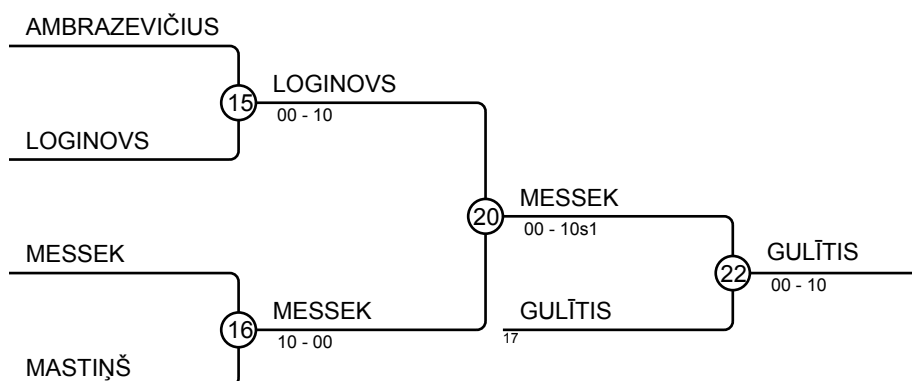 AMBRAZEVIČIUS
15
LOGINOVS
00 - 10
LOGINOVS
20
MESSEK
00 - 10s1
MESSEK
22
GULĪTIS
00 - 10
16
MESSEK
10 - 00
GULĪTIS
17
MASTIŅŠ